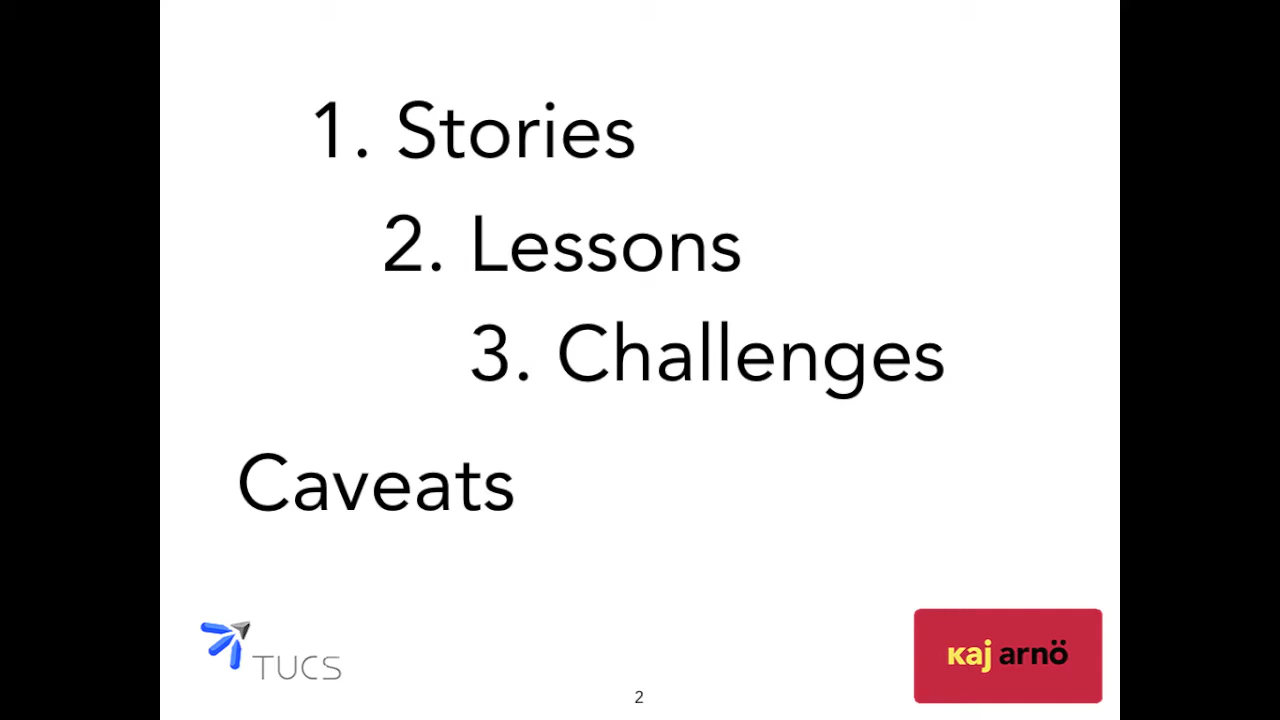 1. Stories
2. Lessons
3. Challenges
Caveats
TUCS
kaj arnö
2